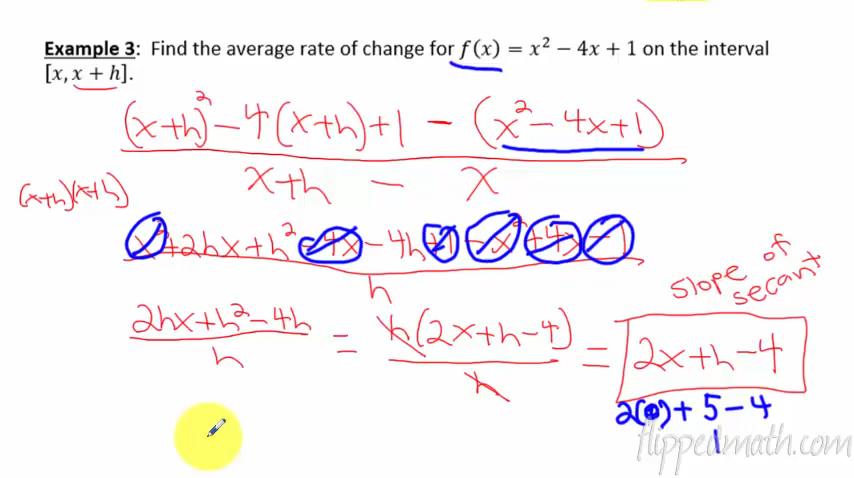 Example 3: Find the average rate of change for f(x) = x² − 4x + 1 on the interval
[x, x + h].
(x+h)² − 4(x+h) + 1 − (x² − 4x + 1)
x+h − x
(x+h)(x+h)
x² + 2hx + h² − 4x − 4h + 1 − x² + 4x − 1
h
slope of
secant
2hx + h² − 4h = h(2x + h − 4) = 2x + h − 4
h h
2(0) + 5 − 4
1
flippedmath.com